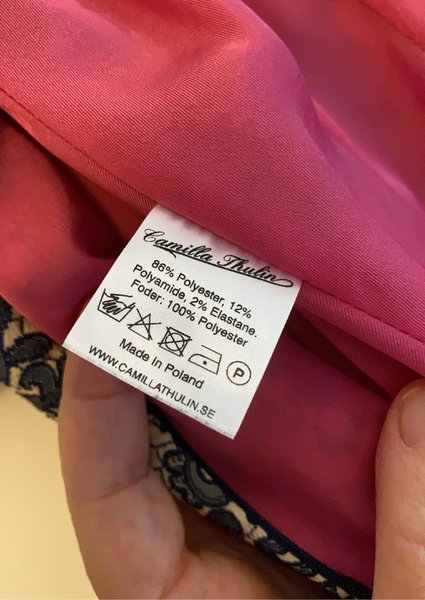 Camilla Thulin
86% Polyester, 12%
Polyamide, 2% Elastane.
Foder: 100% Polyester
P
Made in Poland
WWW.CAMILLATHULIN.SE